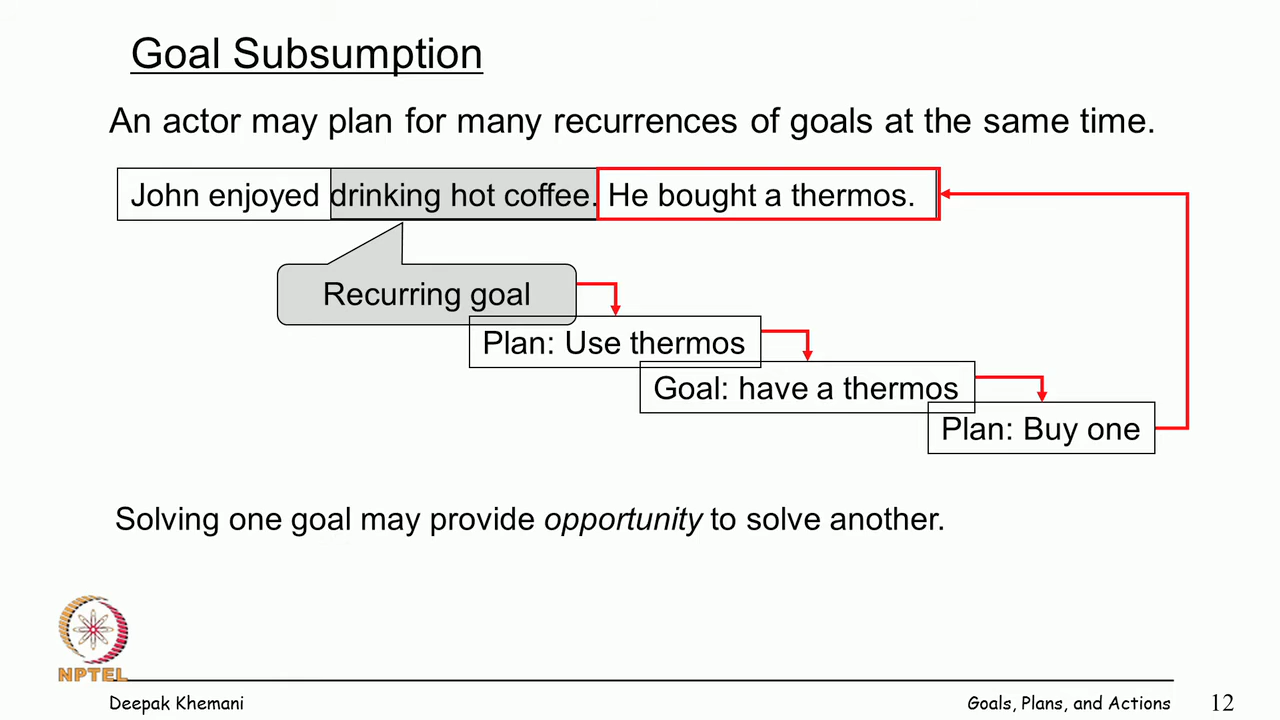 Goal Subsumption
An actor may plan for many recurrences of goals at the same time.
John enjoyed drinking hot coffee. He bought a thermos.
Recurring goal
Plan: Use thermos
Goal: have a thermos
Plan: Buy one
Solving one goal may provide opportunity to solve another.
NPTEL
Deepak Khemani
Goals, Plans, and Actions
12